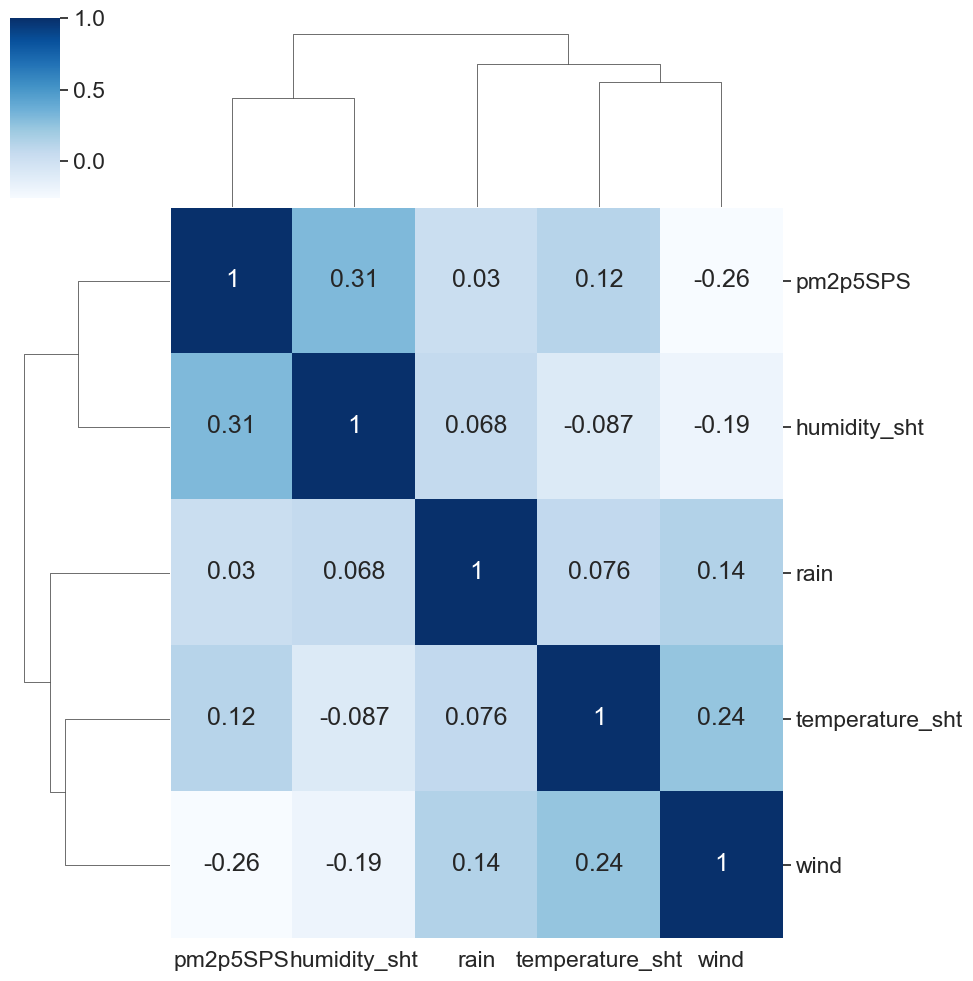 1.0
0.5
0.0
1 0.31 0.03 0.12 -0.26 pm2p5SPS
0.31 1 0.068 -0.087 -0.19 humidity_sht
0.03 0.068 1 0.076 0.14 rain
0.12 -0.087 0.076 1 0.24 temperature_sht
-0.26 -0.19 0.14 0.24 1 wind
pm2p5SPS humidity_sht rain temperature_sht wind